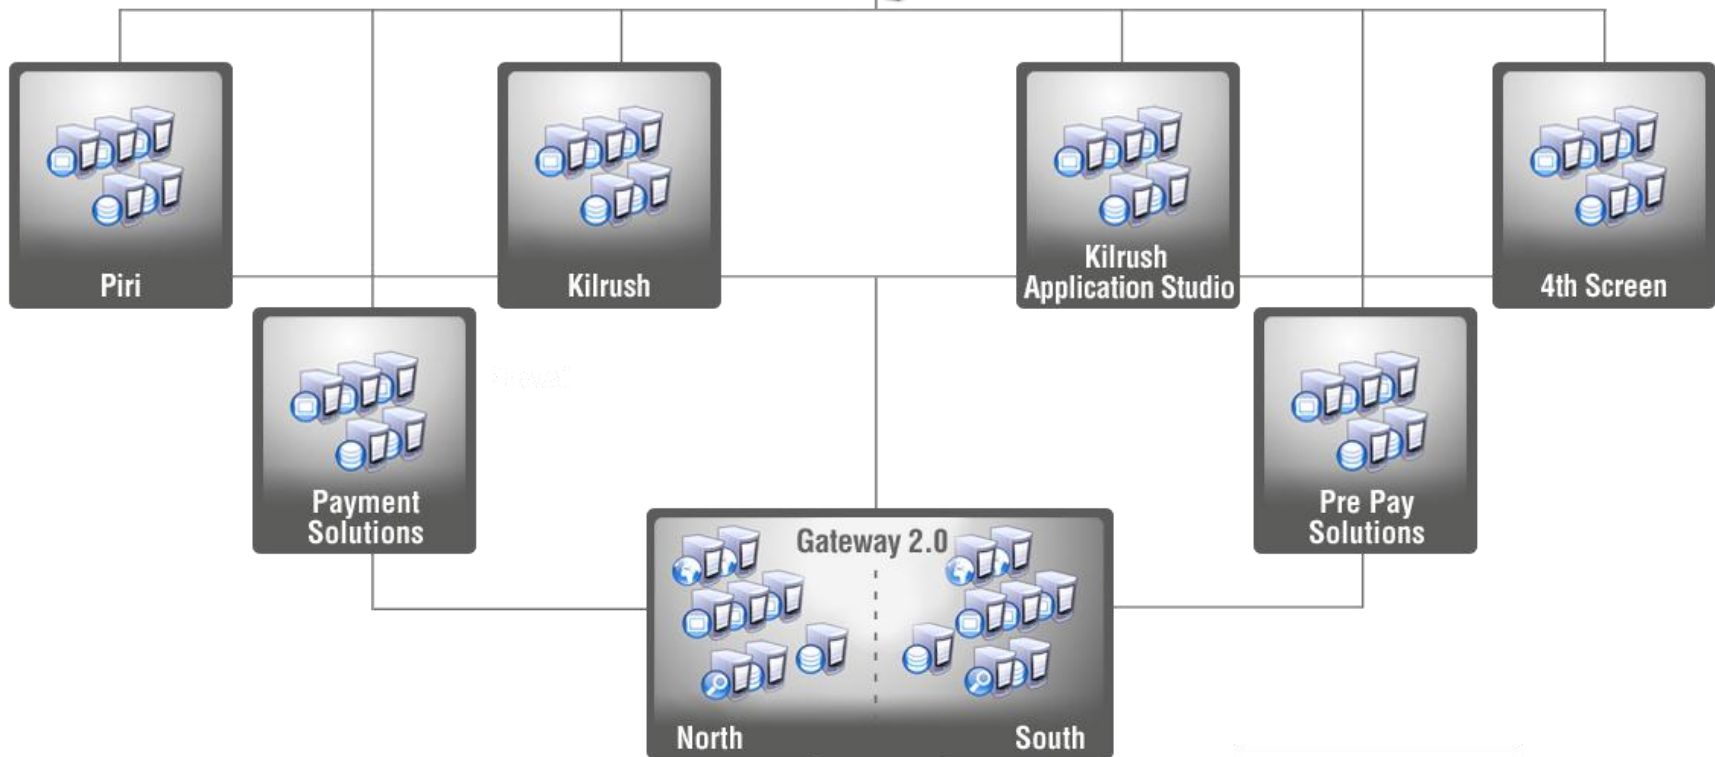 Piri
Kilrush
Kilrush
Application Studio
4th Screen
Payment
Solutions
Pre Pay
Solutions
Gateway 2.0
North
South